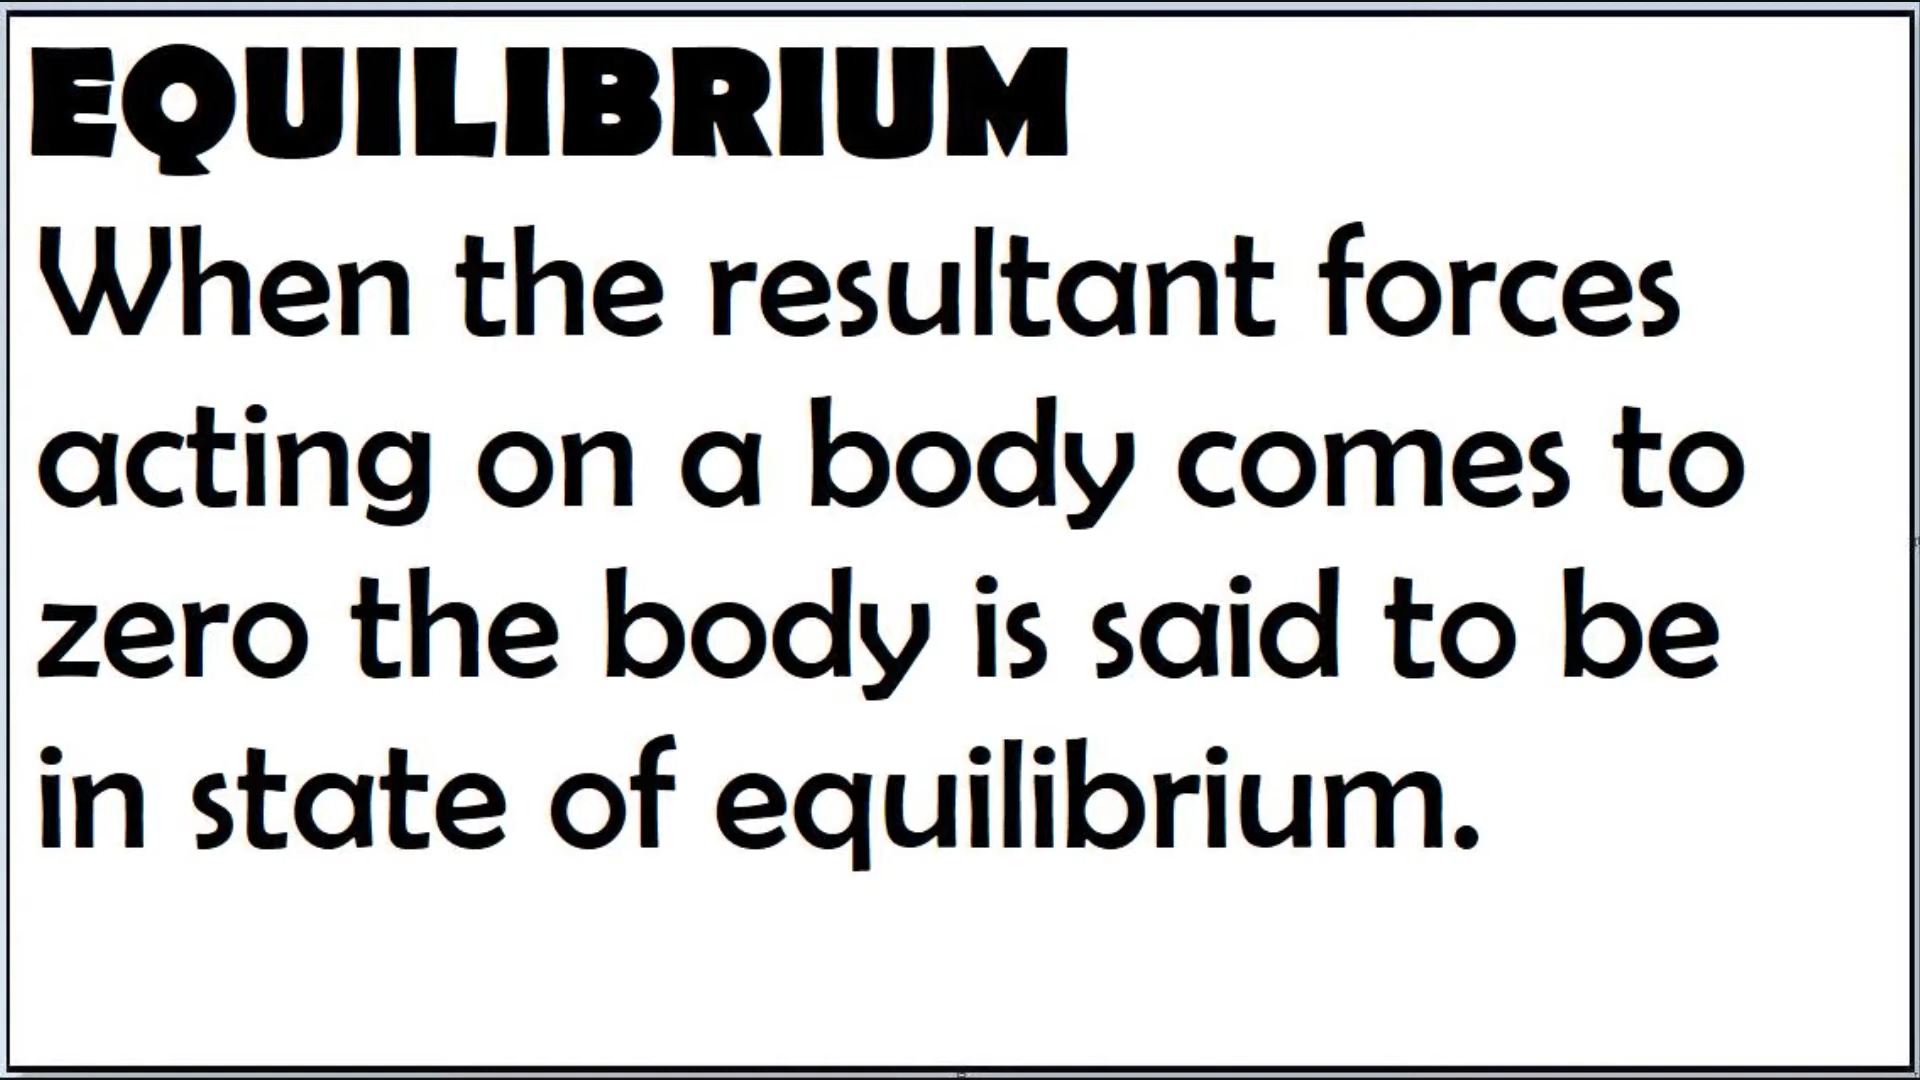 EQUILIBRIUM
When the resultant forces
acting on a body comes to
zero the body is said to be
in state of equilibrium.